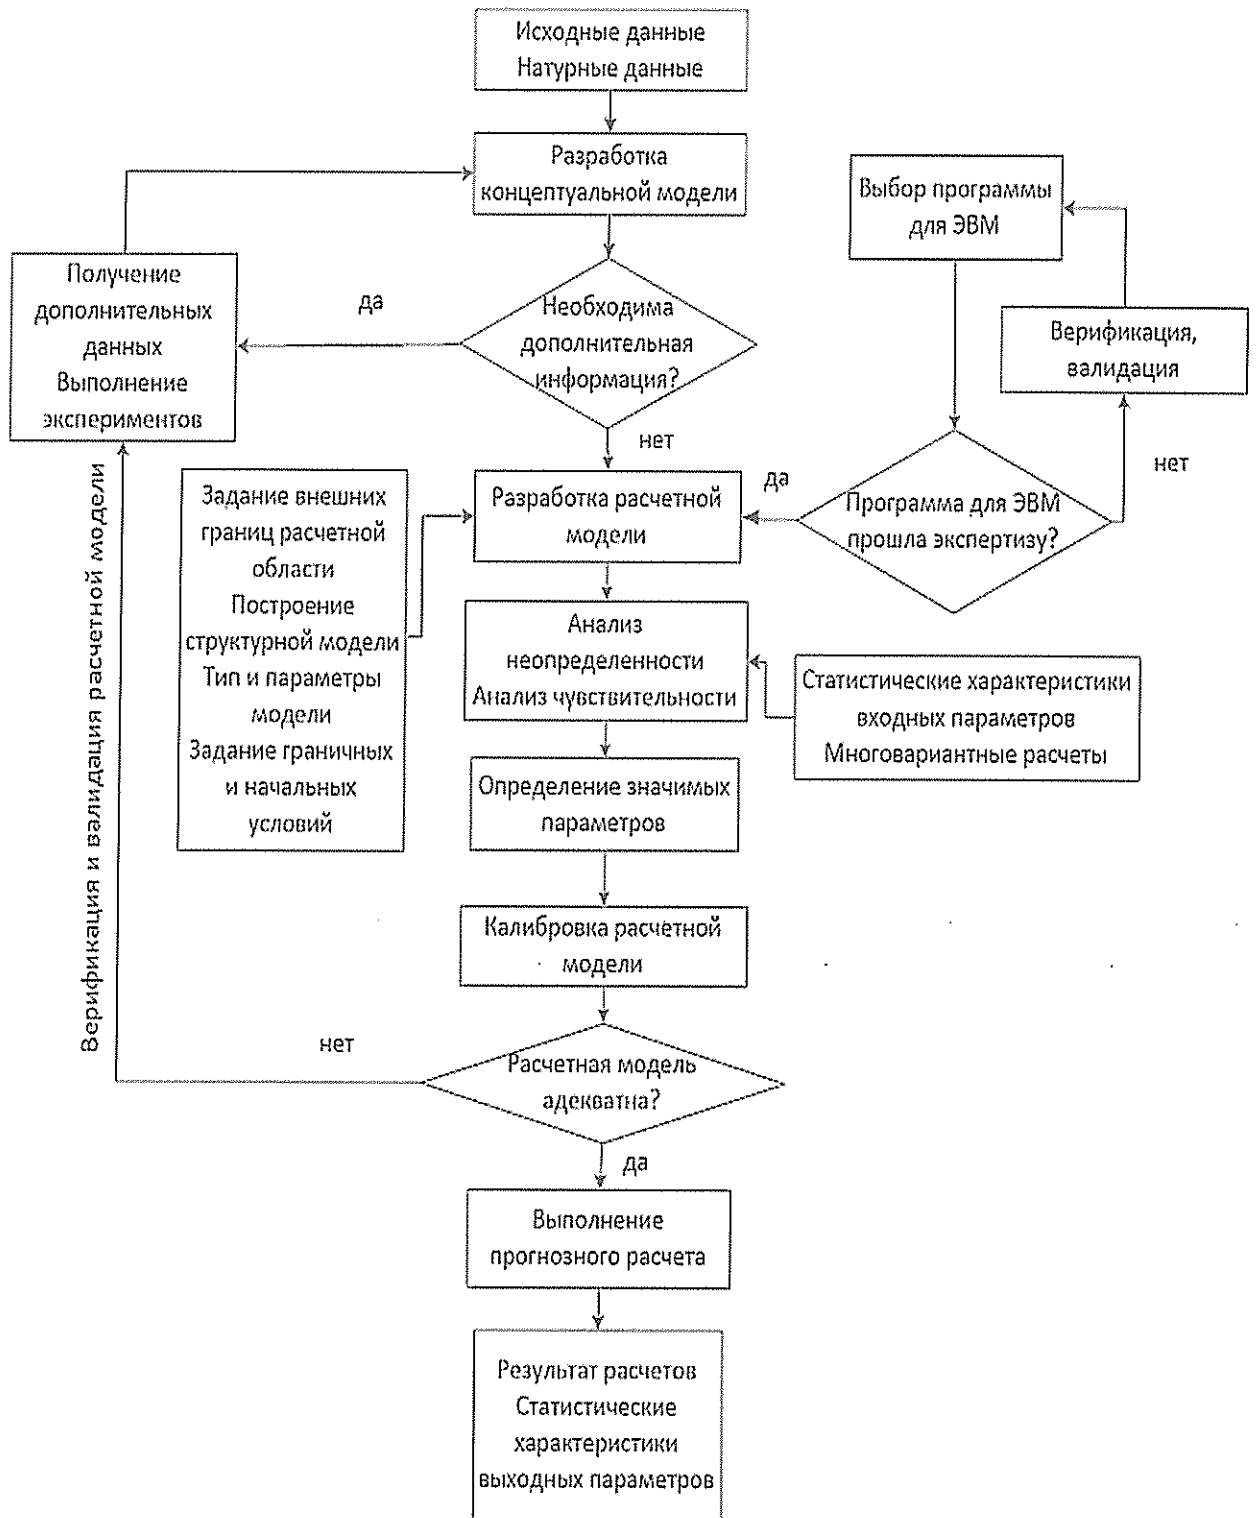 Исходные данные
Натурные данные
Разработка
концептуальной модели
Выбор программы
для ЭВМ
Получение
дополнительных
данных
Выполнение
экспериментов
да
Необходима
дополнительная
информация?
Верификация,
валидация
нет
нет
да
Задание внешних
границ расчетной
области
Построение
структурной модели
Тип и параметры
модели
Задание граничных
и начальных
условий
Разработка расчетной
модели
Программа для ЭВМ
прошла экспертизу?
Анализ
неопределенности
Анализ чувствительности
Статистические характеристики
входных параметров
Многовариантные расчеты
Определение значимых
параметров
Верификация и валидация расчетной модели
Калибровка расчетной
модели
нет
Расчетная модель
адекватна?
да
Выполнение
прогнозного расчета
Результат расчетов
Статистические
характеристики
выходных параметров